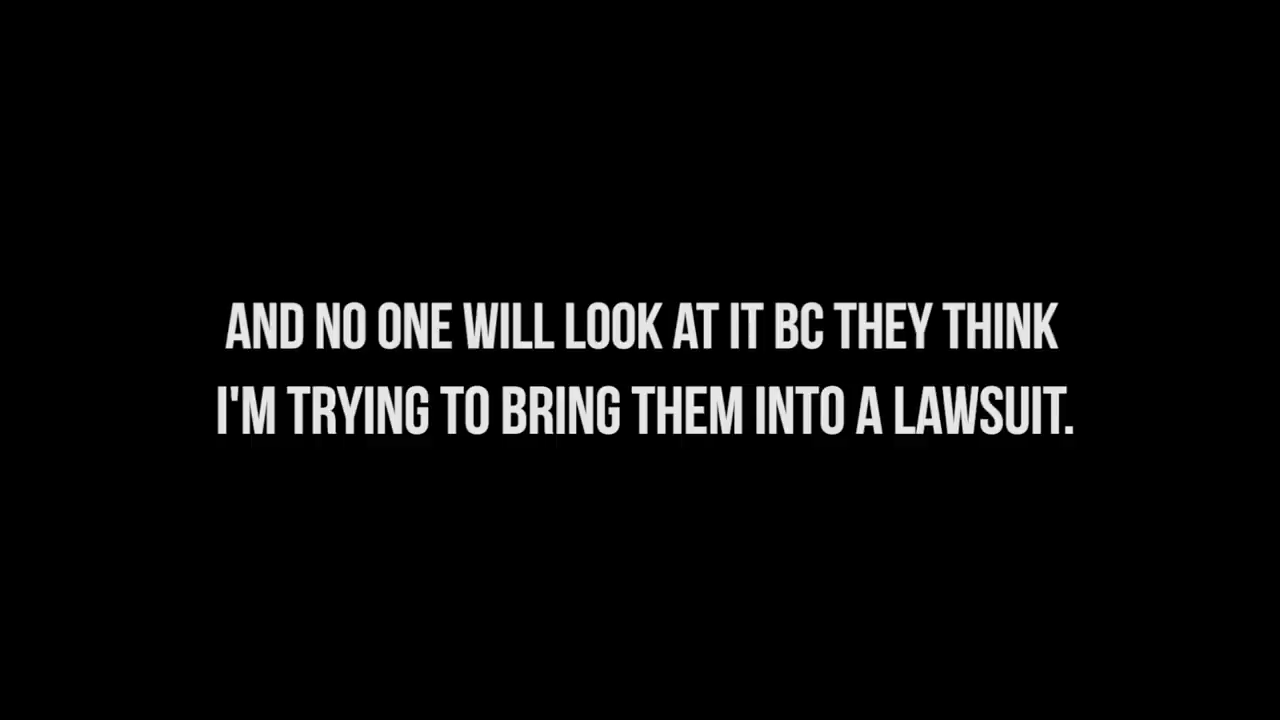 AND NO ONE WILL LOOK AT IT BC THEY THINK
I'M TRYING TO BRING THEM INTO A LAWSUIT.